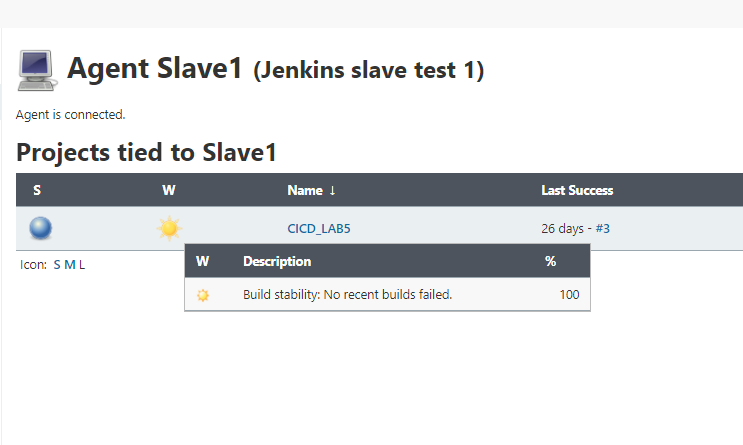 Agent Slave1 (Jenkins slave test 1)
Agent is connected.
Projects tied to Slave1
S W Name ↓ Last Success
CICD_LAB5 26 days - #3
Icon: S M L
W Description %
Build stability: No recent builds failed. 100